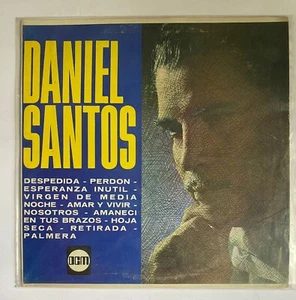 DANIEL
SANTOS
DESPEDIDA - PERDON -
ESPERANZA INUTIL -
VIRGEN DE MEDIA
NOCHE - AMAR Y VIVIR -
NOSOTROS - AMANECI
EN TUS BRAZOS - HOJA
SECA - RETIRADA -
PALMERA